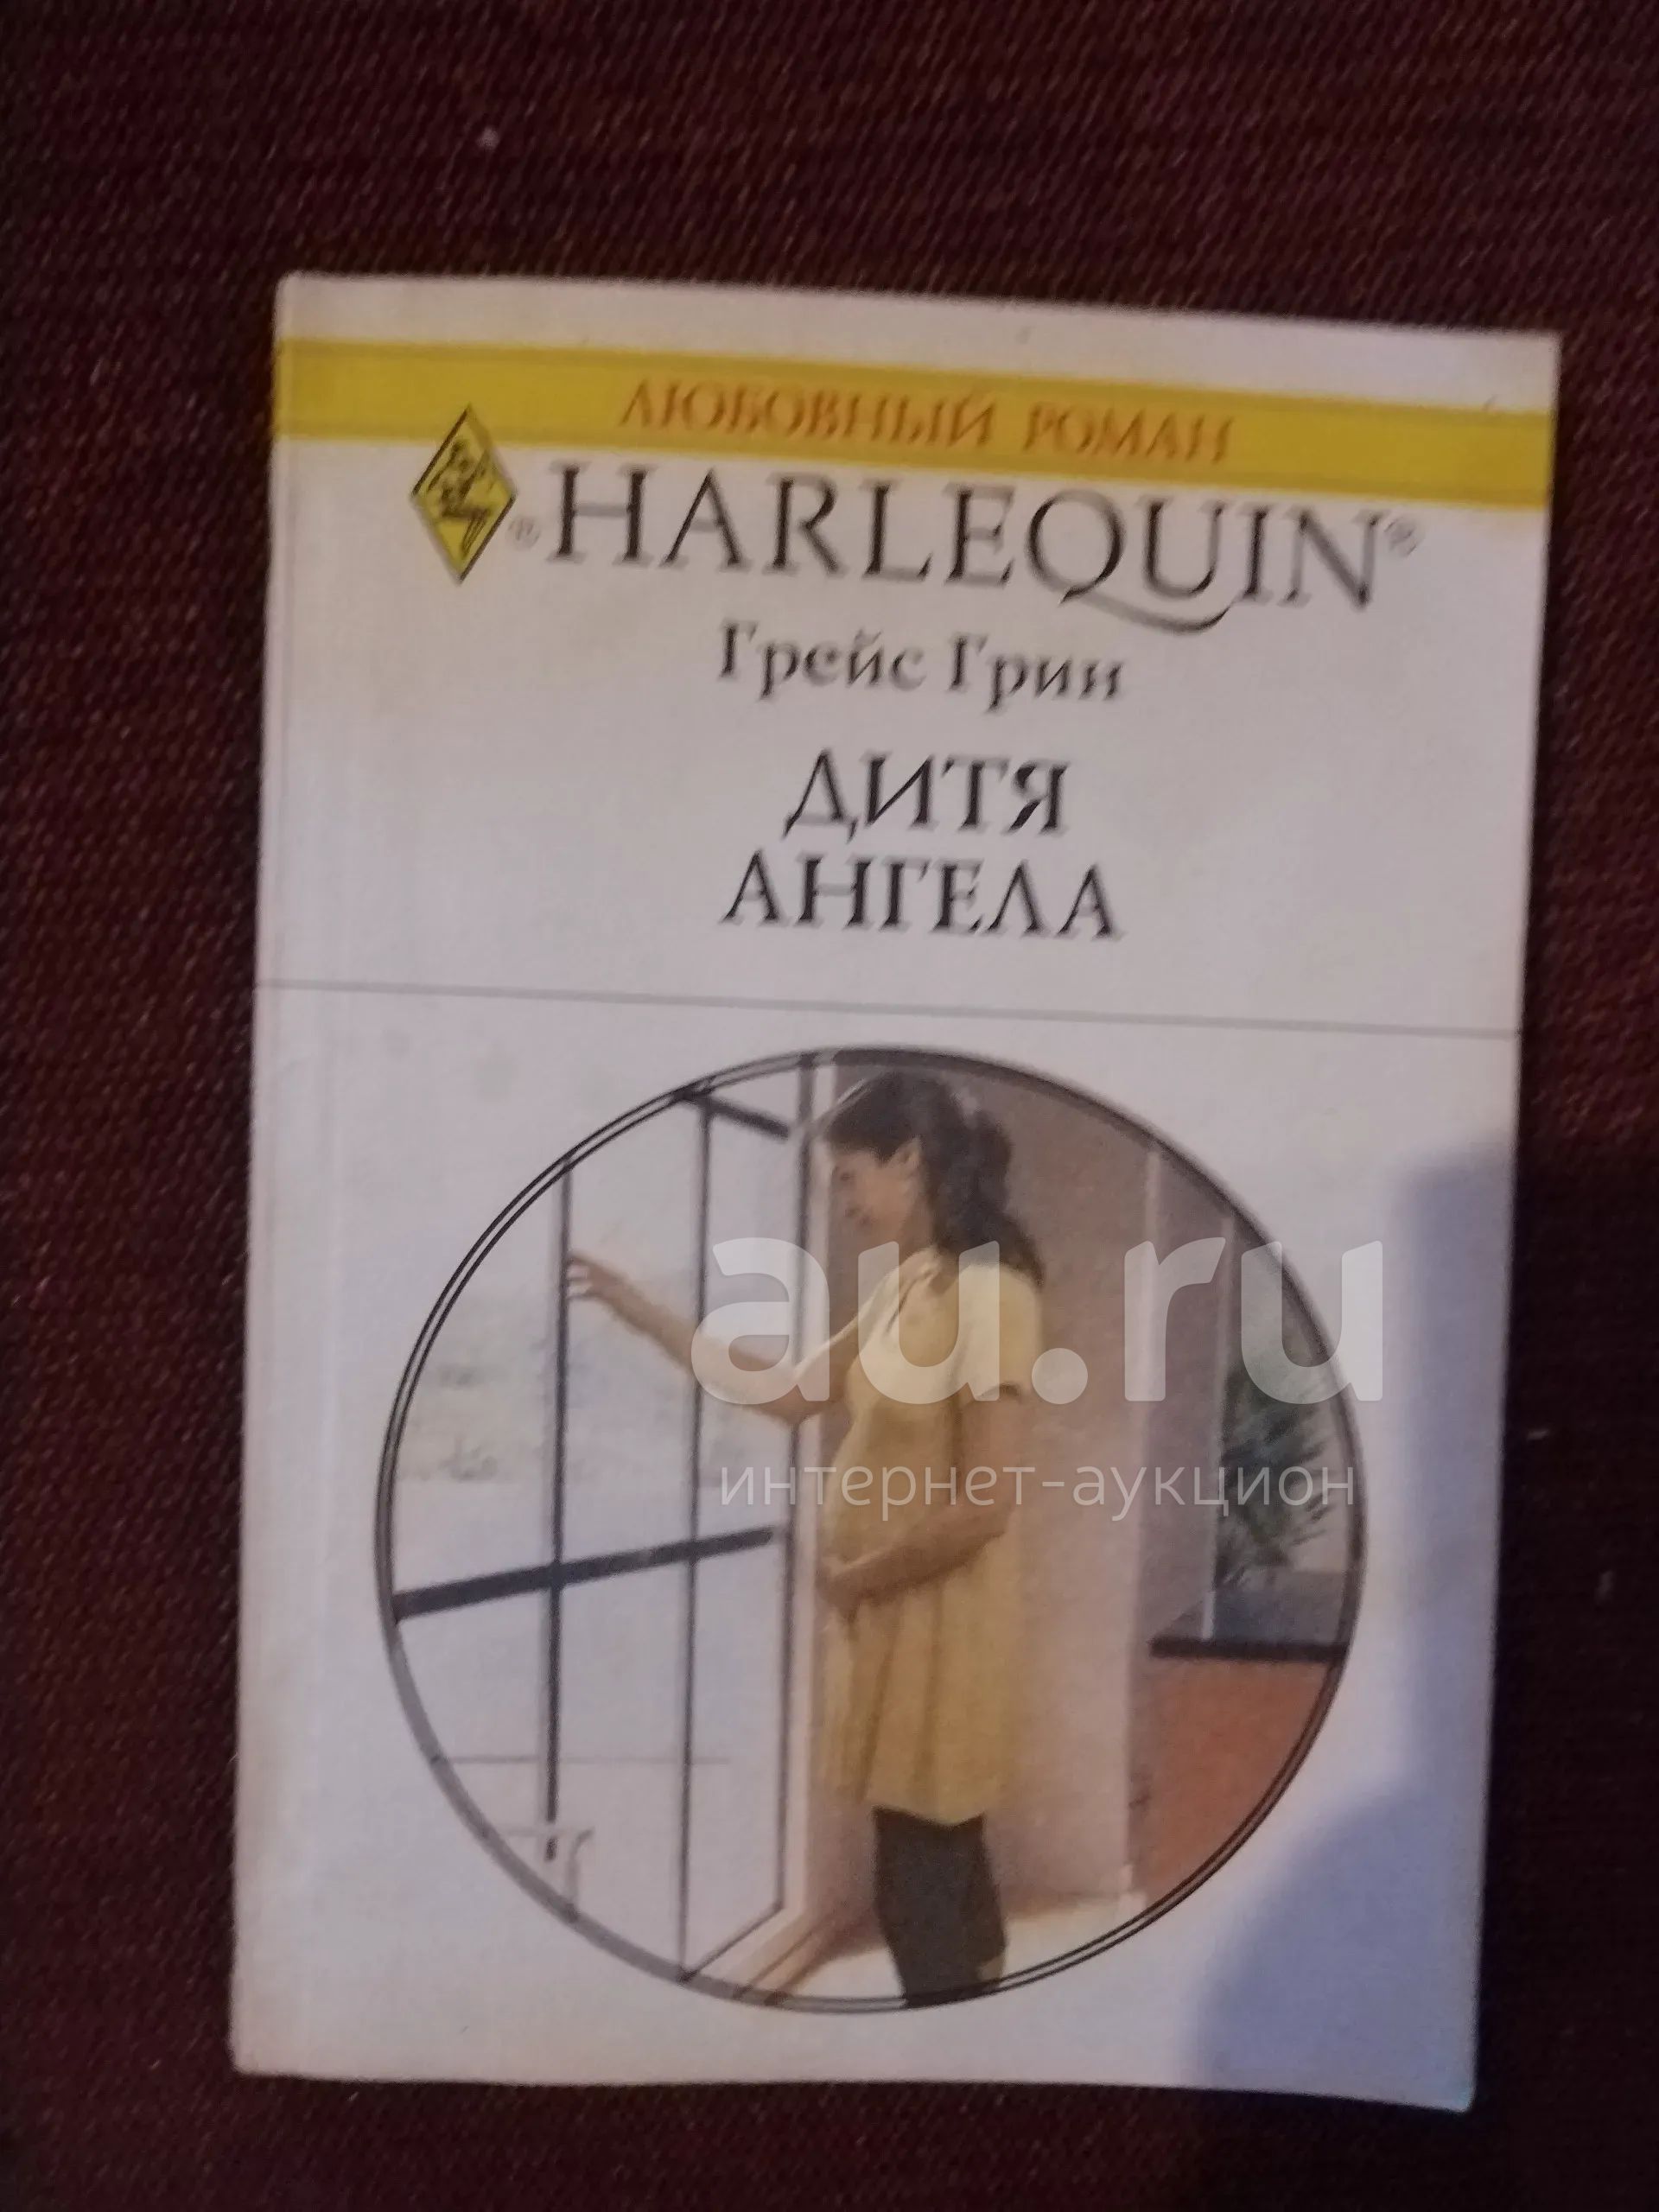 ЛЮБОВНЫЙ РОМАН
® HARLEQUIN®
Грейс Грин
ДИТЯ
АНГЕЛА
au.ru
интернет-аукцион